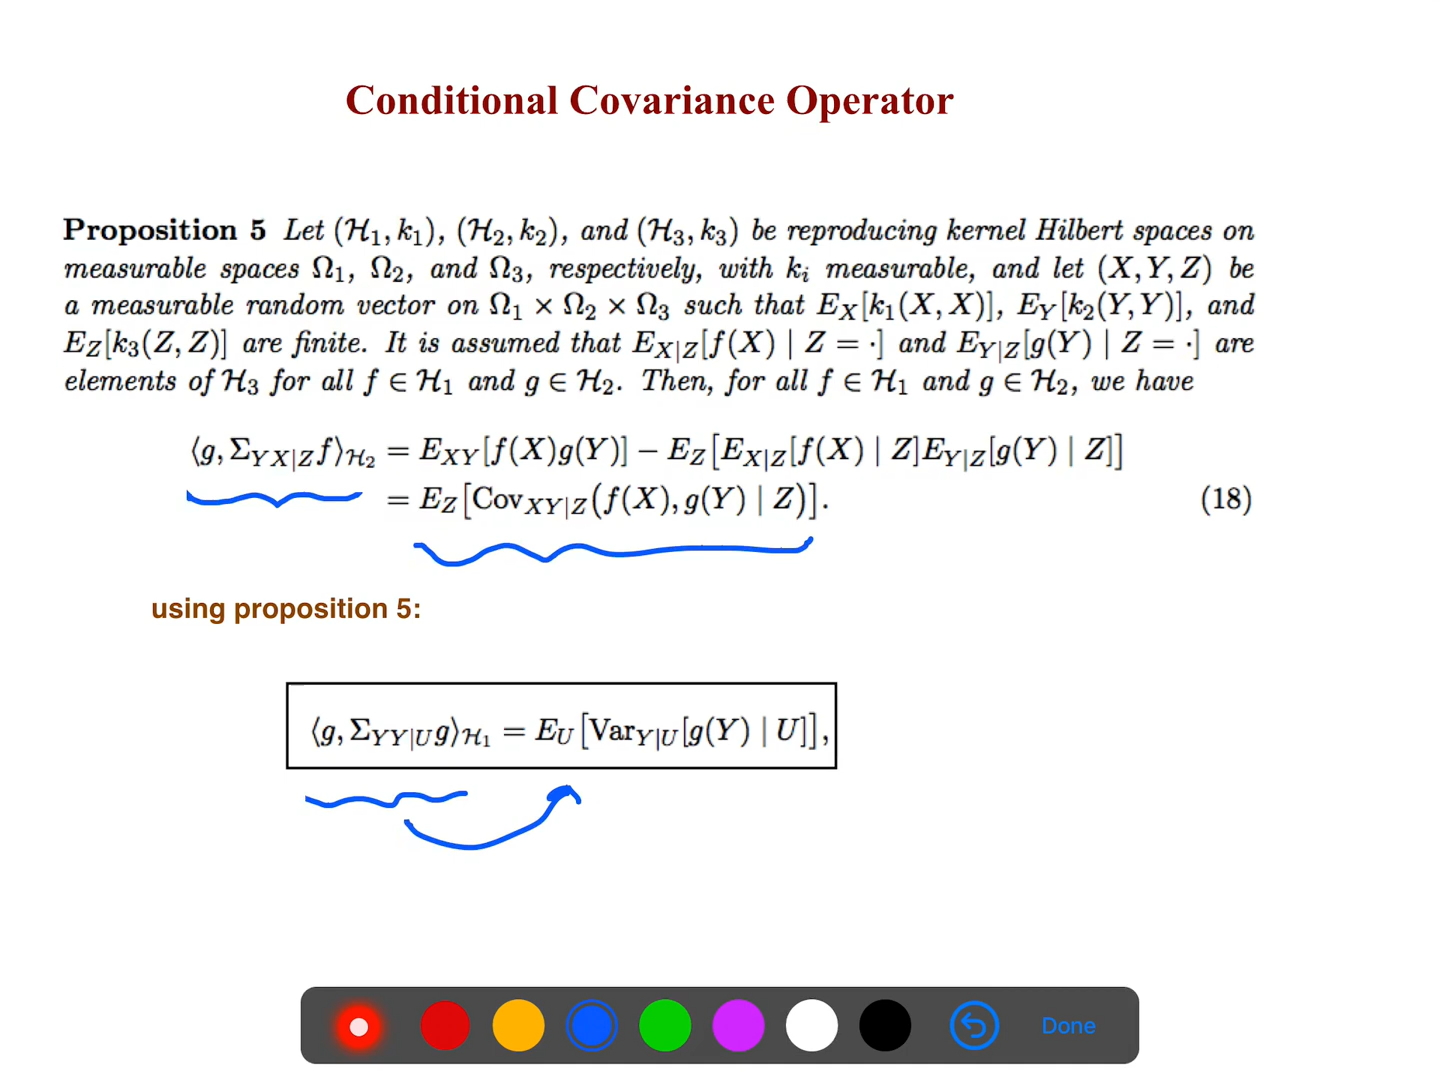 Conditional Covariance Operator
Proposition 5 Let (ℋ₁, k₁), (ℋ₂, k₂), and (ℋ₃, k₃) be reproducing kernel Hilbert spaces on
measurable spaces Ω₁, Ω₂, and Ω₃, respectively, with kᵢ measurable, and let (X, Y, Z) be
a measurable random vector on Ω₁ × Ω₂ × Ω₃ such that E_X[k₁(X, X)], E_Y[k₂(Y, Y)], and
E_Z[k₃(Z, Z)] are finite. It is assumed that E_{X|Z}[f(X) | Z = ·] and E_{Y|Z}[g(Y) | Z = ·] are
elements of ℋ₃ for all f ∈ ℋ₁ and g ∈ ℋ₂. Then, for all f ∈ ℋ₁ and g ∈ ℋ₂, we have
⟨g, Σ_{YX|Z} f⟩_{ℋ₂} = E_{XY}[f(X)g(Y)] − E_Z[E_{X|Z}[f(X) | Z]E_{Y|Z}[g(Y) | Z]]
= E_Z[Cov_{XY|Z}(f(X), g(Y) | Z)]. (18)
using proposition 5:
⟨g, Σ_{YY|U} g⟩_{ℋ₁} = E_U[Var_{Y|U}[g(Y) | U]],
Done